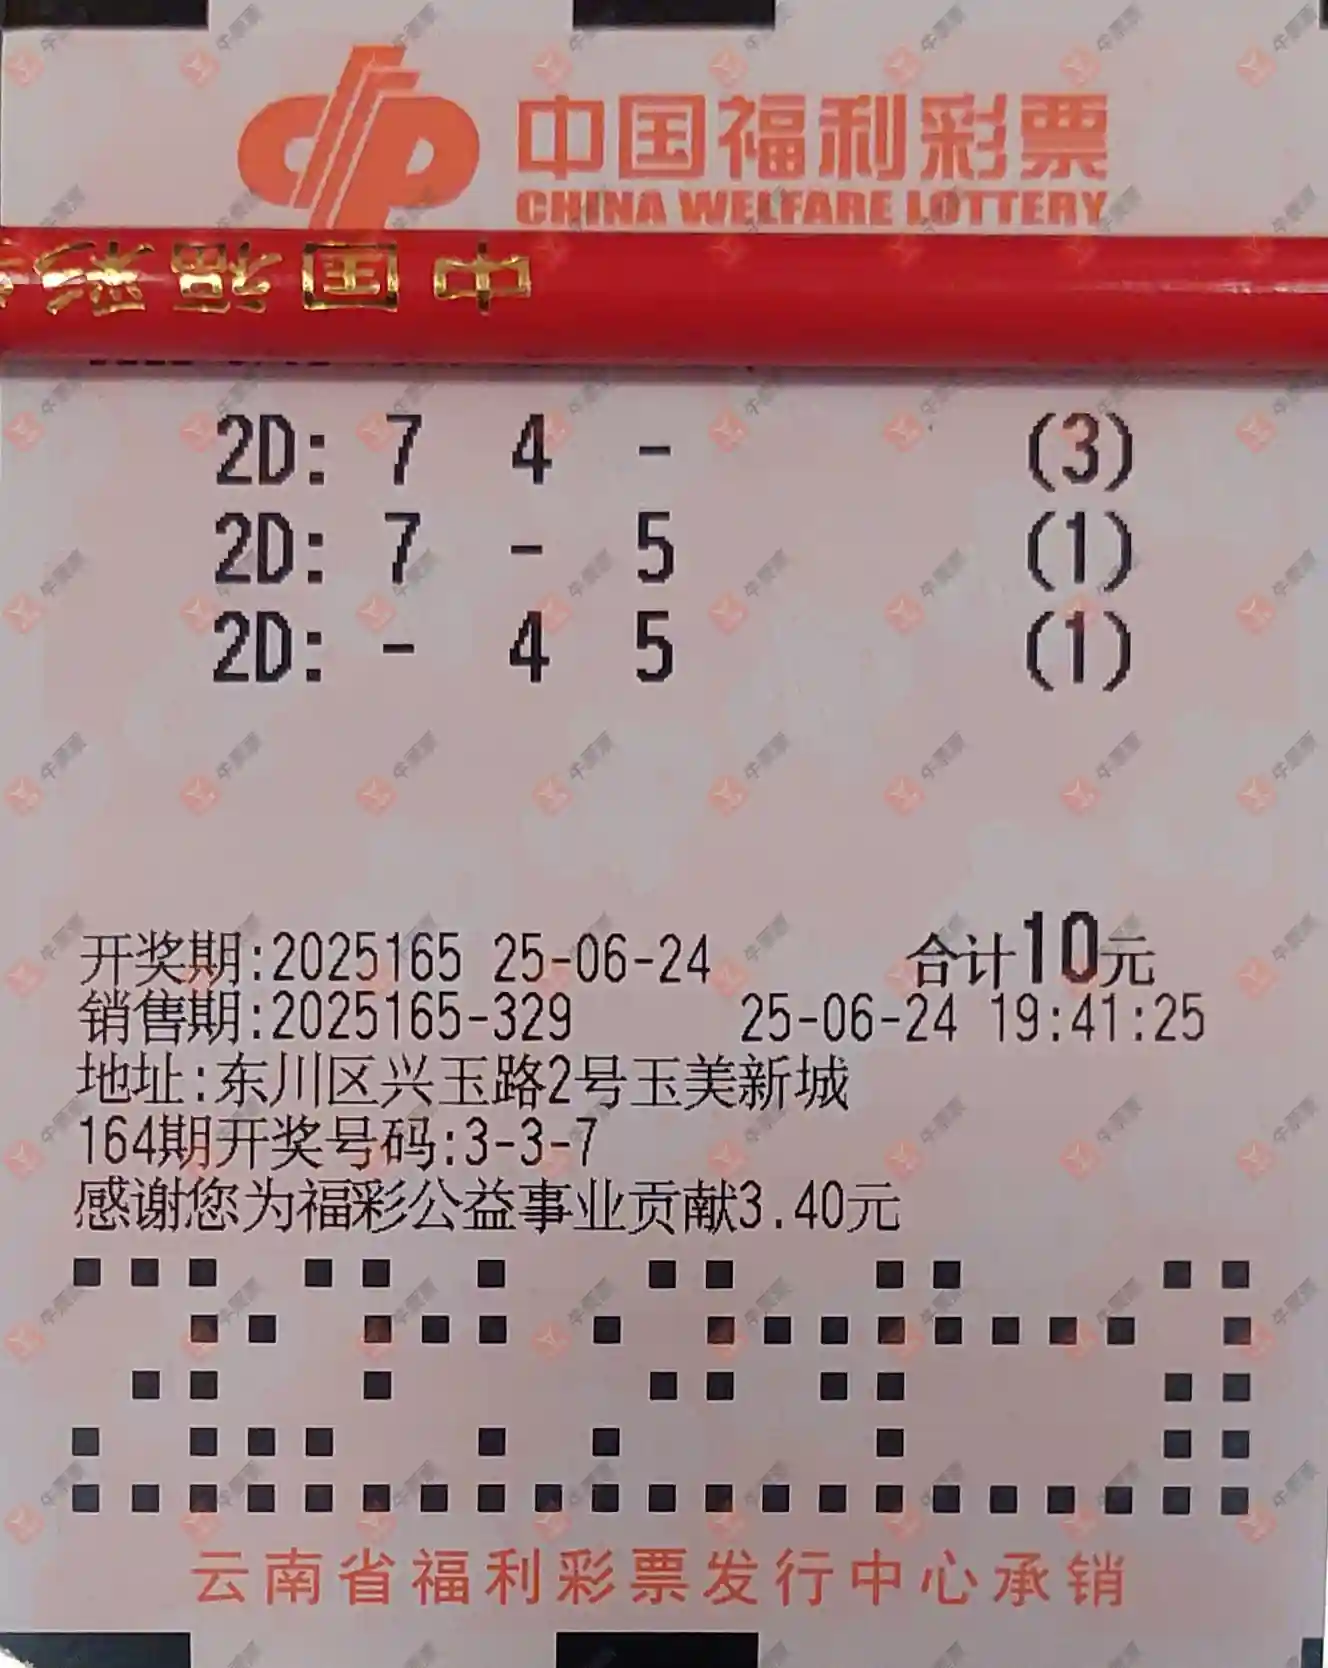 中国福利彩票
CHINA WELFARE LOTTERY
中国福彩
2D: 7 4 - (3)
2D: 7 - 5 (1)
2D: - 4 5 (1)
开奖期:2025165 25-06-24 合计10元
销售期:2025165-329 25-06-24 19:41:25
地址:东川区兴玉路2号玉美新城
164期开奖号码:3-3-7
感谢您为福彩公益事业贡献3.40元
云南省福利彩票发行中心承销